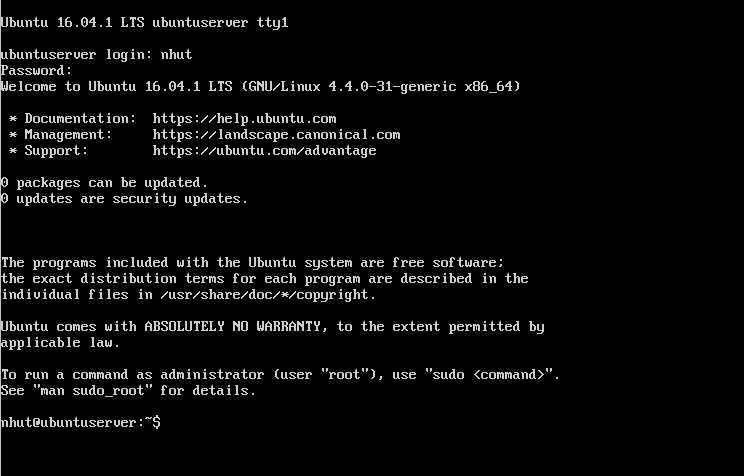 Ubuntu 16.04.1 LTS ubuntuserver tty1
ubuntuserver login: nhut
Password:
Welcome to Ubuntu 16.04.1 LTS (GNU/Linux 4.4.0-31-generic x86_64)
* Documentation:  https://help.ubuntu.com
* Management:     https://landscape.canonical.com
* Support:        https://ubuntu.com/advantage
0 packages can be updated.
0 updates are security updates.
The programs included with the Ubuntu system are free software;
the exact distribution terms for each program are described in the
individual files in /usr/share/doc/*/copyright.
Ubuntu comes with ABSOLUTELY NO WARRANTY, to the extent permitted by
applicable law.
To run a command as administrator (user "root"), use "sudo <command>".
See "man sudo_root" for details.
nhut@ubuntuserver:~$